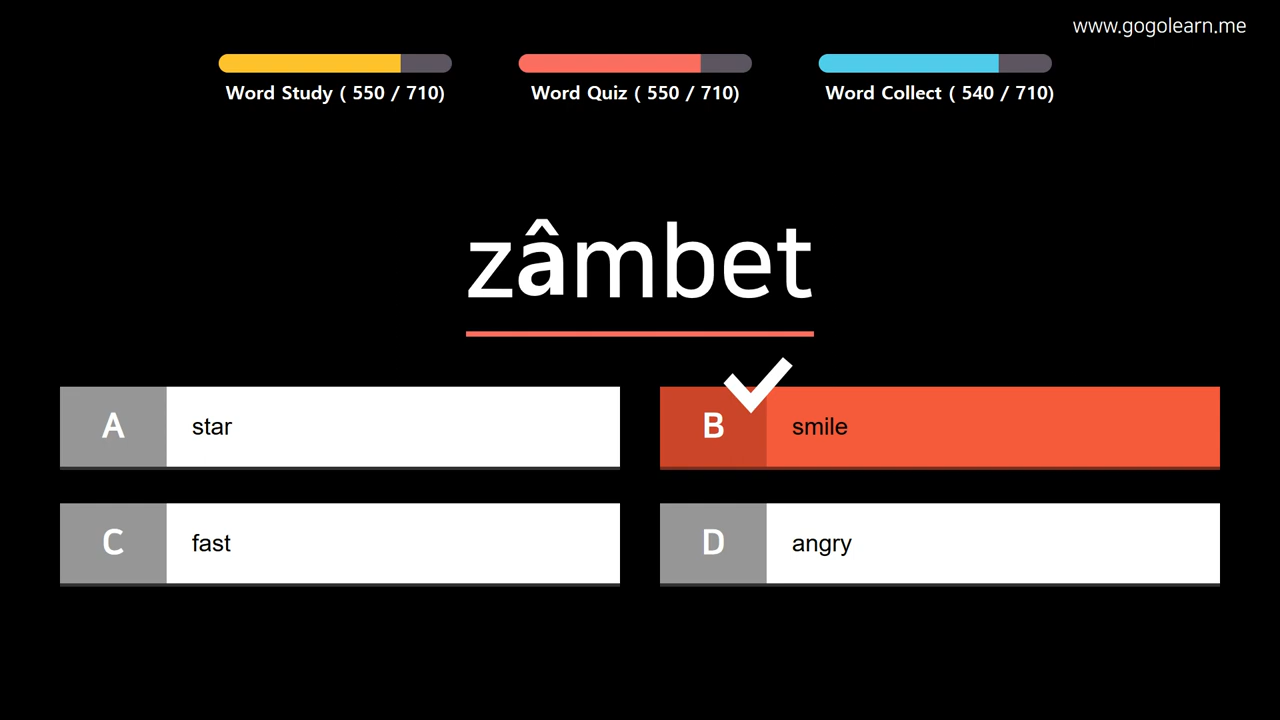 www.gogolearn.me
Word Study ( 550 / 710)
Word Quiz ( 550 / 710)
Word Collect ( 540 / 710)
zâmbet
A star
B smile
C fast
D angry